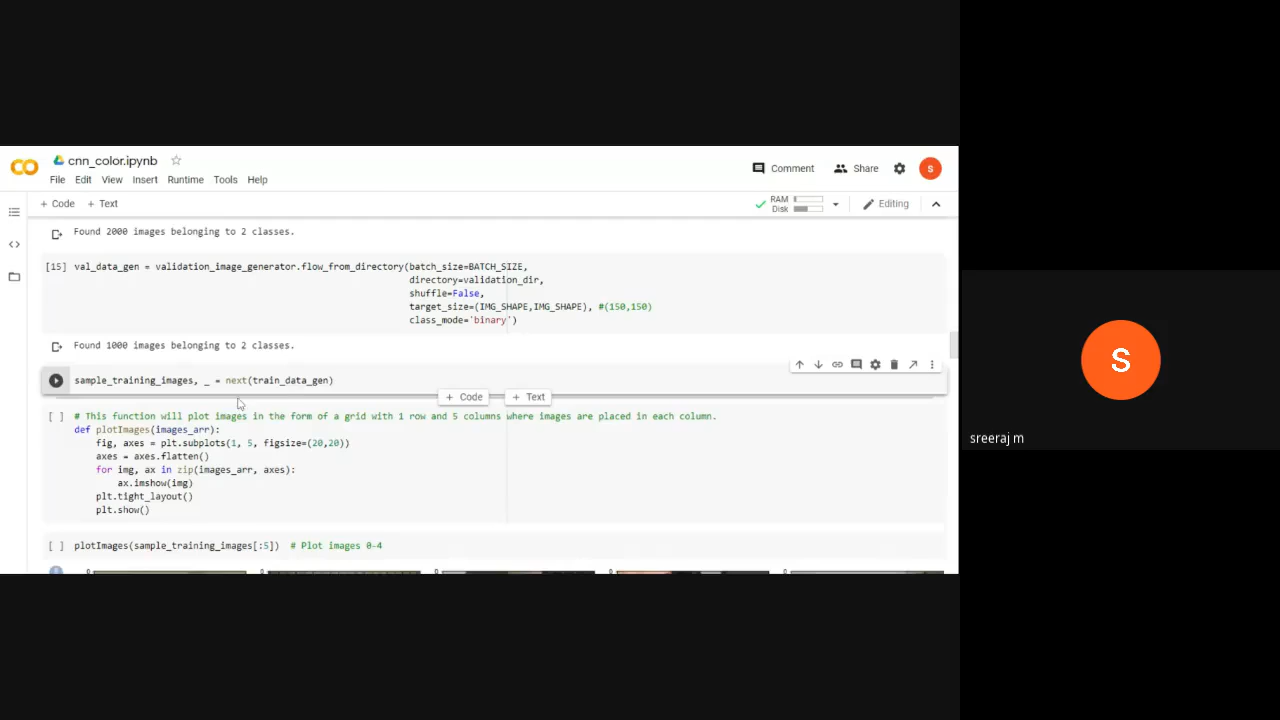 cnn_color.ipynb
File Edit View Insert Runtime Tools Help
Comment Share S
+ Code + Text
RAM
Disk
Editing
Found 2000 images belonging to 2 classes.
[15] val_data_gen = validation_image_generator.flow_from_directory(batch_size=BATCH_SIZE,
directory=validation_dir,
shuffle=False,
target_size=(IMG_SHAPE,IMG_SHAPE), #(150,150)
class_mode='binary')
Found 1000 images belonging to 2 classes.
sample_training_images, _ = next(train_data_gen)
+ Code + Text
[ ] # This function will plot images in the form of a grid with 1 row and 5 columns where images are placed in each column.
def plotImages(images_arr):
fig, axes = plt.subplots(1, 5, figsize=(20,20))
axes = axes.flatten()
for img, ax in zip(images_arr, axes):
ax.imshow(img)
plt.tight_layout()
plt.show()
[ ] plotImages(sample_training_images[:5]) # Plot images 0-4
0 0 0 0 0
S
sreeraj m